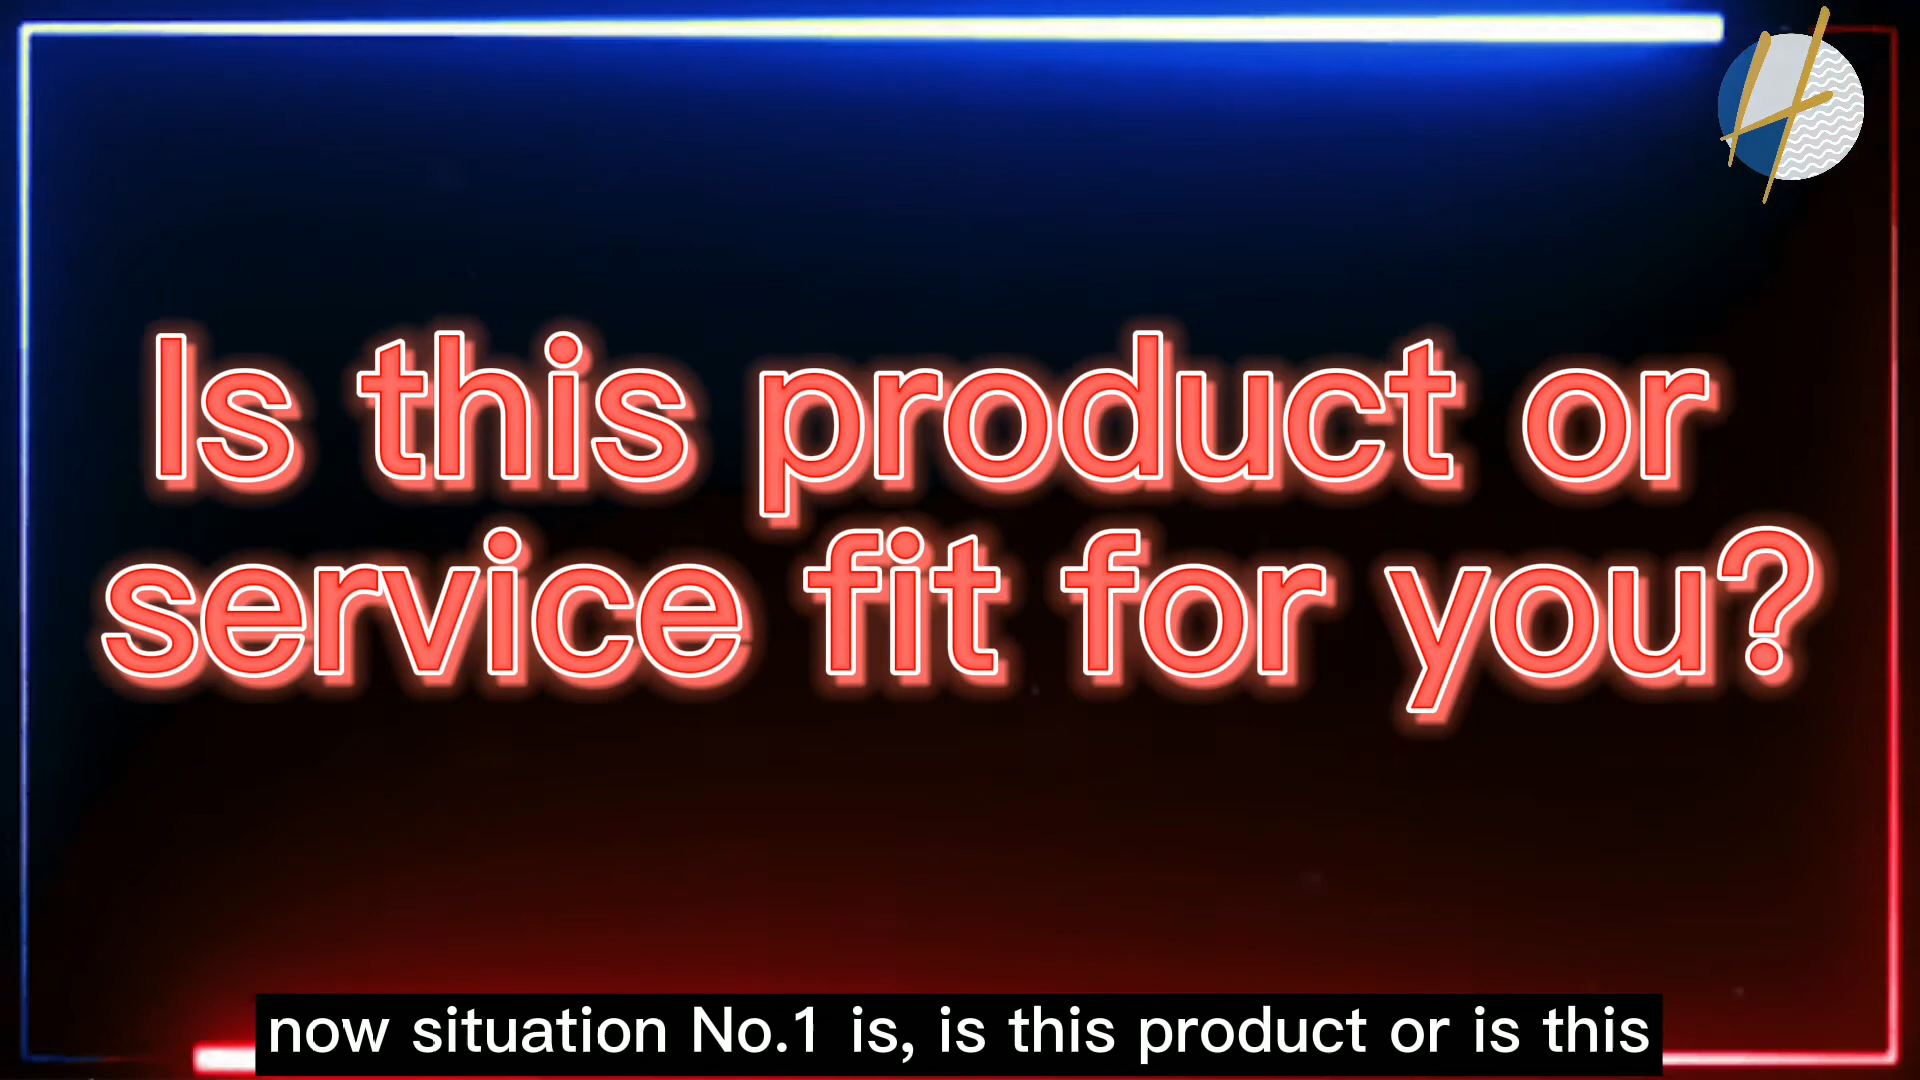 Is this product or
service fit for you?
now situation No.1 is, is this product or is this